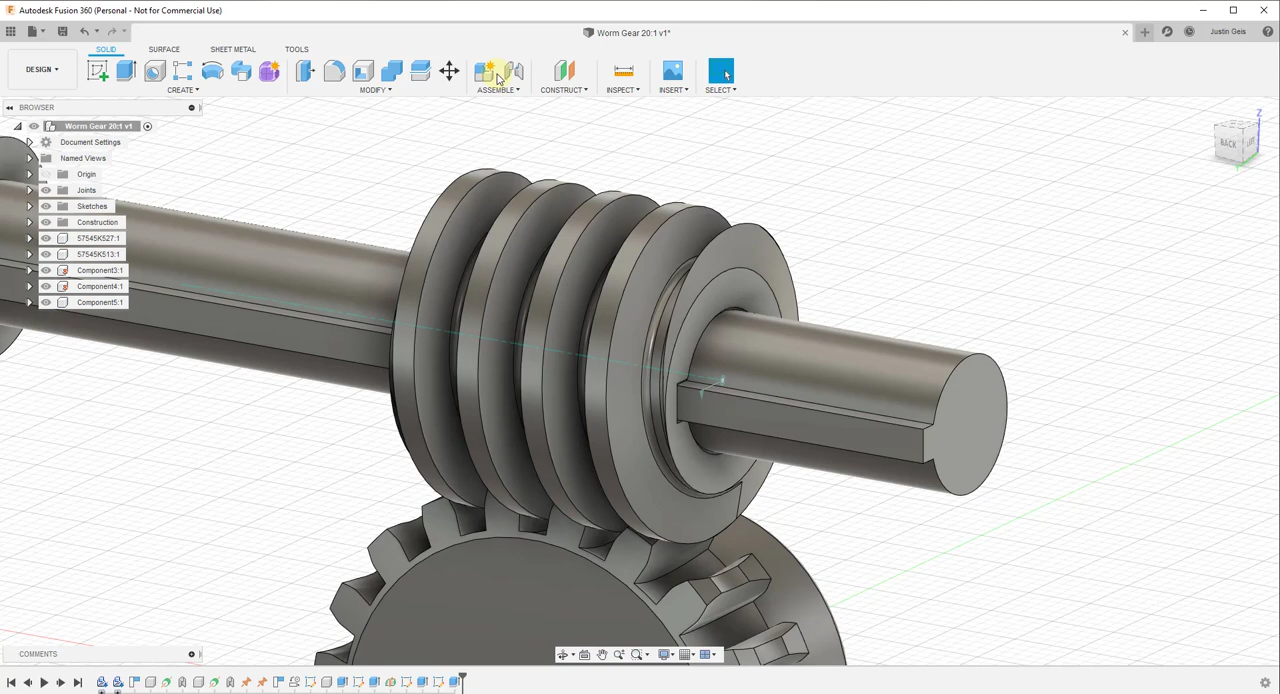 Autodesk Fusion 360 (Personal - Not for Commercial Use)
Worm Gear 20:1 v1*
Justin Geis
DESIGN
SOLID
SURFACE
SHEET METAL
TOOLS
CREATE
MODIFY
ASSEMBLE
CONSTRUCT
INSPECT
INSERT
SELECT
BROWSER
Worm Gear 20:1 v1
Document Settings
Named Views
Origin
Joints
Sketches
Construction
57545K527:1
57545K513:1
Component3:1
Component4:1
Component5:1
Z
BACK
LEFT
COMMENTS